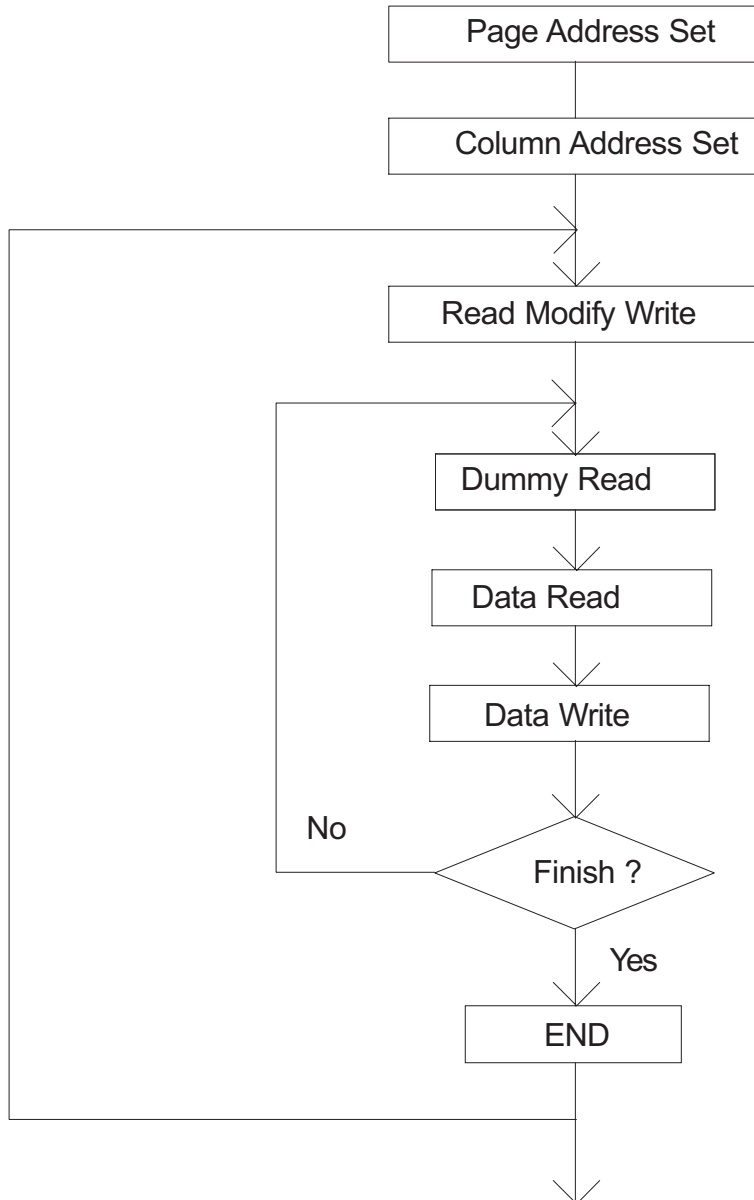 Page Address Set
Column Address Set
Read Modify Write
Dummy Read
Data Read
Data Write
No
Finish ?
Yes
END